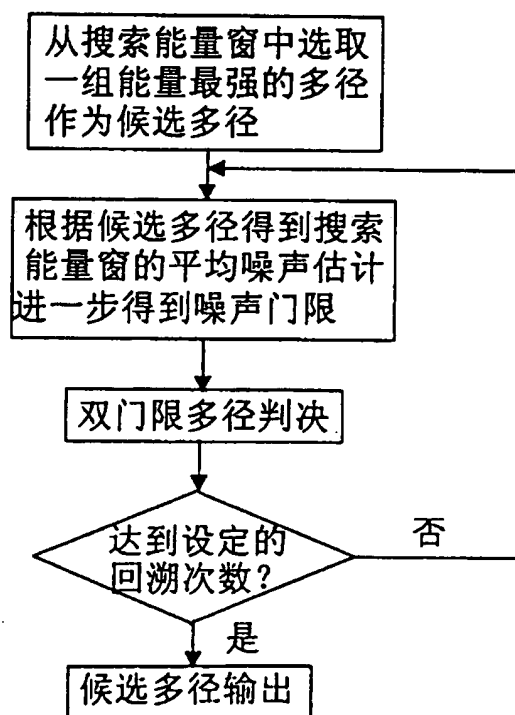 从搜索能量窗中选取
一组能量最强的多径
作为候选多径
根据候选多径得到搜索
能量窗的平均噪声估计
进一步得到噪声门限
双门限多径判决
达到设定的
回溯次数?
否
是
候选多径输出